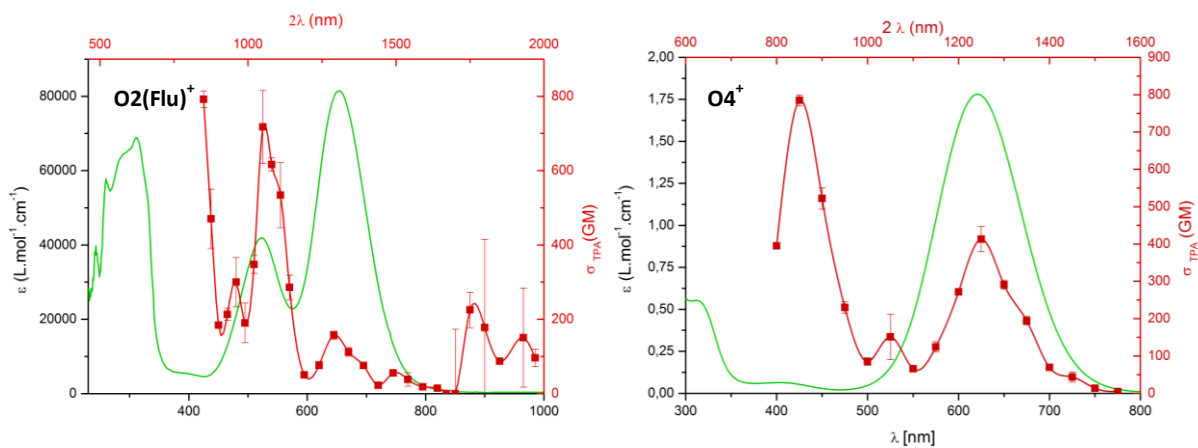 2λ (nm)
500 1000 1500 2000
O2(Flu)⁺
ε (L.mol⁻¹.cm⁻¹)
80000
60000
40000
20000
0
800
600
400
200
0
σ TPA (GM)
400 600 800 1000
2 λ [nm]
600 800 1000 1200 1400 1600
O4⁺
ε (L.mol⁻¹.cm⁻¹)
2,00
1,75
1,50
1,25
1,00
0,75
0,50
0,25
0,00
900
800
700
600
500
400
300
200
100
0
σ TPA (GM)
300 400 500 600 700 800
λ [nm]